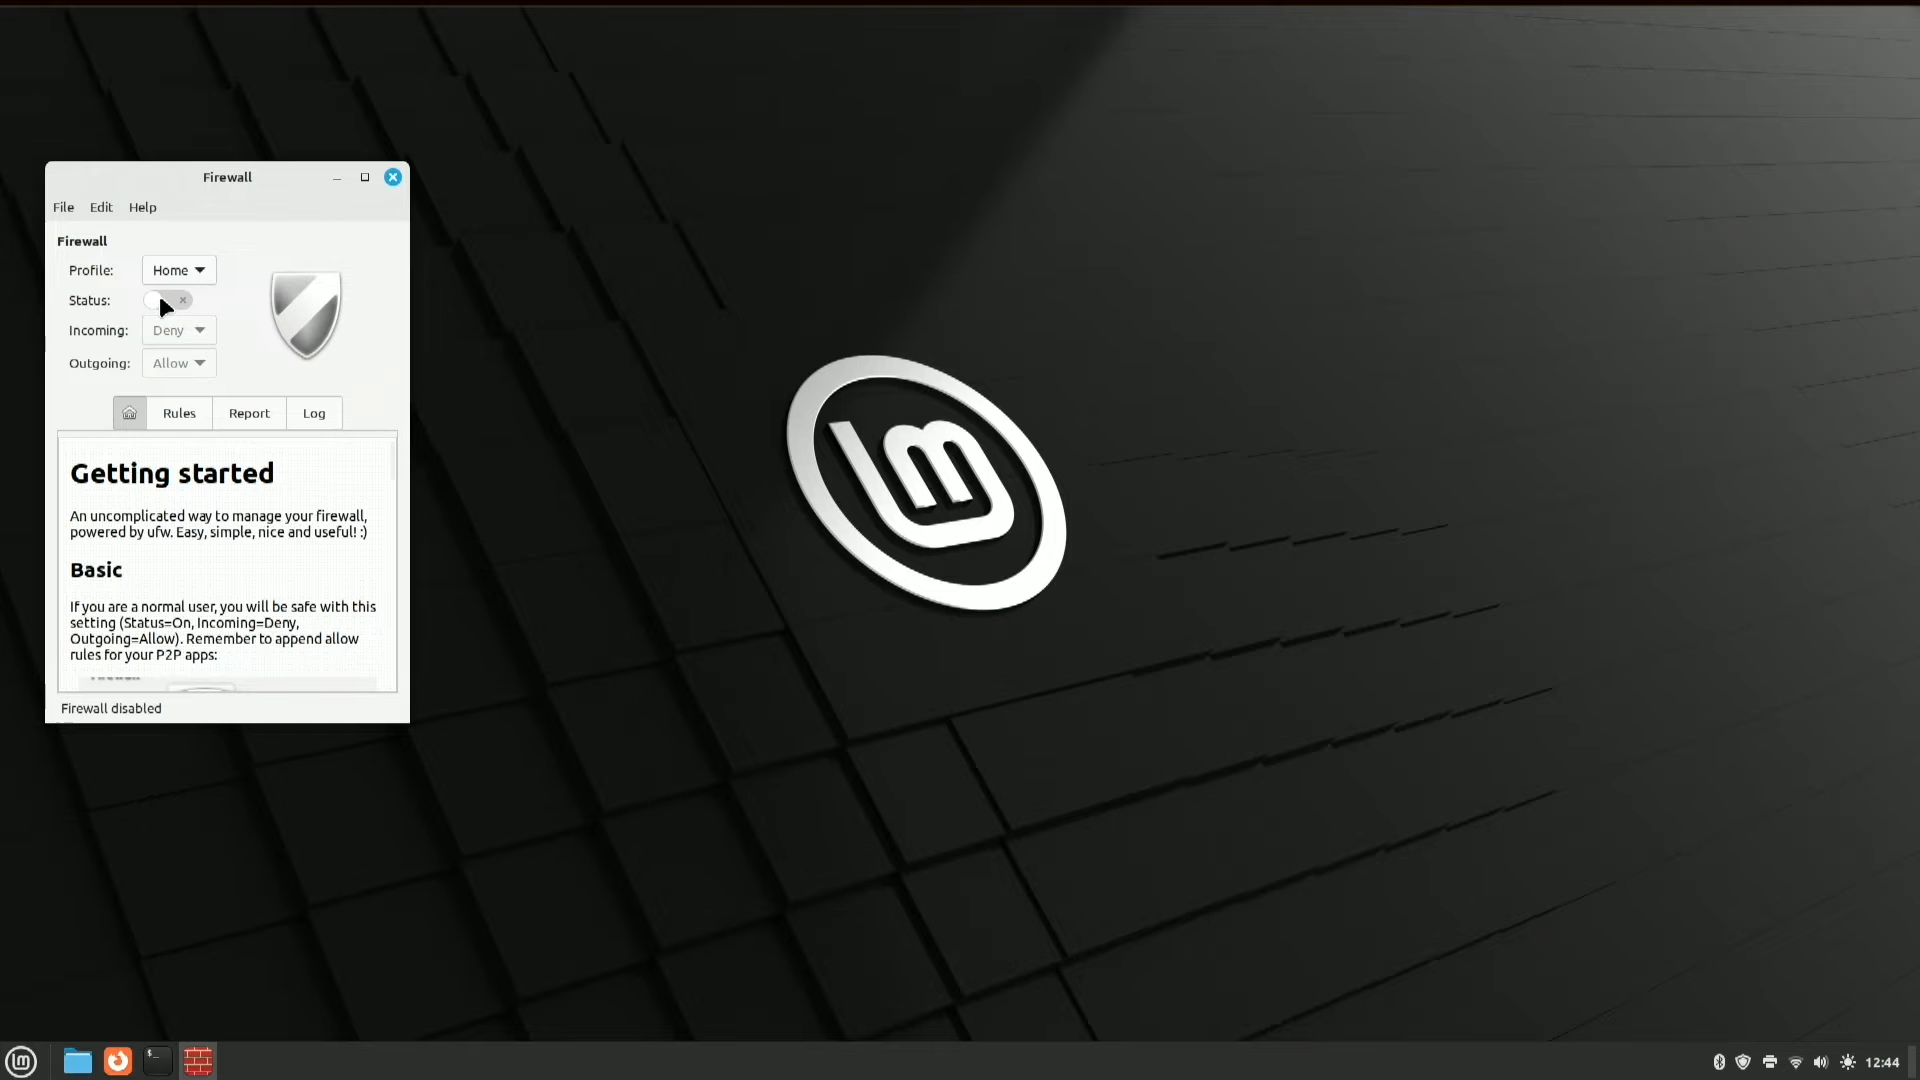 Firewall
File Edit Help
Firewall
Profile: Home
Status:
Incoming: Deny
Outgoing: Allow
Rules Report Log
Getting started
An uncomplicated way to manage your firewall,
powered by ufw. Easy, simple, nice and useful! :)
Basic
If you are a normal user, you will be safe with this
setting (Status=On, Incoming=Deny,
Outgoing=Allow). Remember to append allow
rules for your P2P apps:
Firewall disabled
12:44